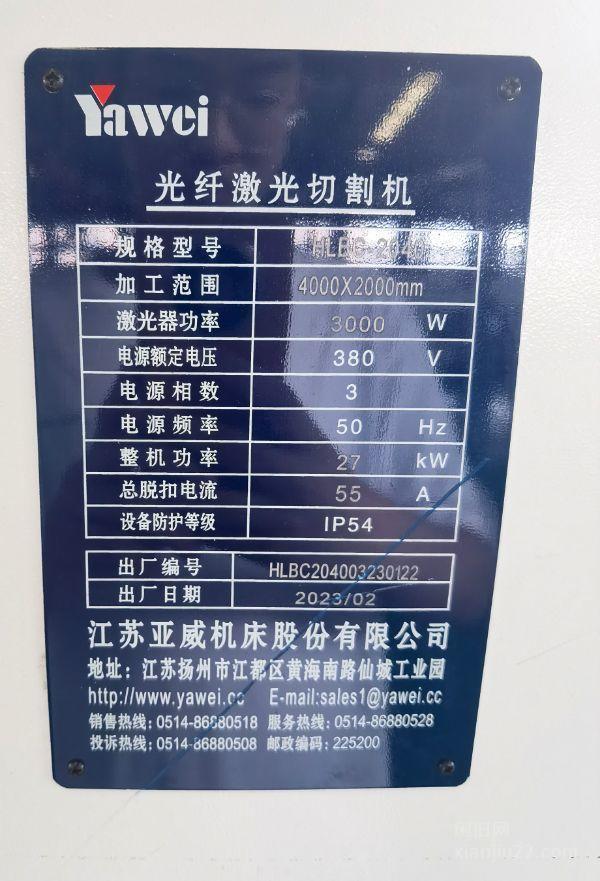 Yawei
光纤激光切割机
规格型号 HLBC-2040
加工范围 4000X2000mm
激光器功率 3000 W
电源额定电压 380 V
电源相数 3
电源频率 50 Hz
整机功率 27 kW
总脱扣电流 55 A
设备防护等级 IP54
出厂编号 HLBC204003230122
出厂日期 2023/02
江苏亚威机床股份有限公司
地址：江苏扬州市江都区黄海南路仙城工业园
http://www.yawei.cc E-mail:sales1@yawei.cc
销售热线：0514-86880518 服务热线：0514-86880528
投诉热线：0514-86880508 邮政编码：225200
闲旧网
xianjiu22.com